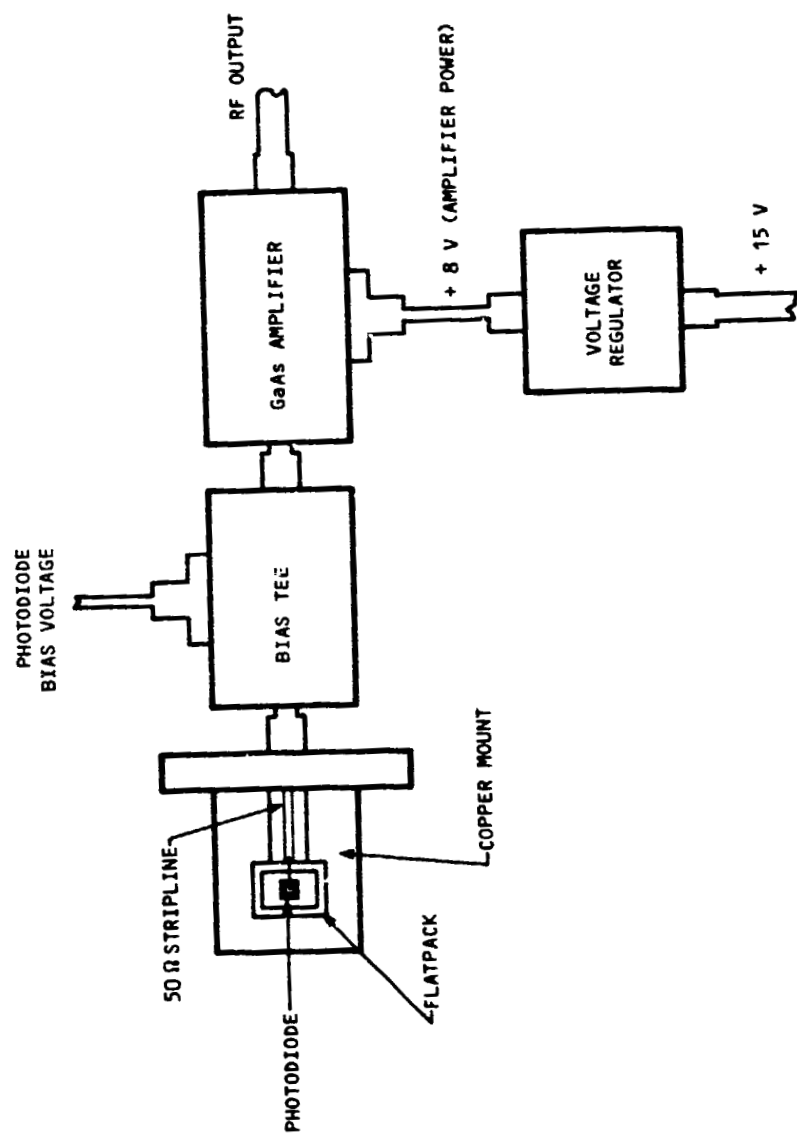 PHOTODIODE
BIAS VOLTAGE
RF OUTPUT
50 Ω STRIPLINE
PHOTODIODE
BIAS TEE
GaAs AMPLIFIER
FLATPACK
COPPER MOUNT
+ 8 V (AMPLIFIER POWER)
VOLTAGE
REGULATOR
+ 15 V